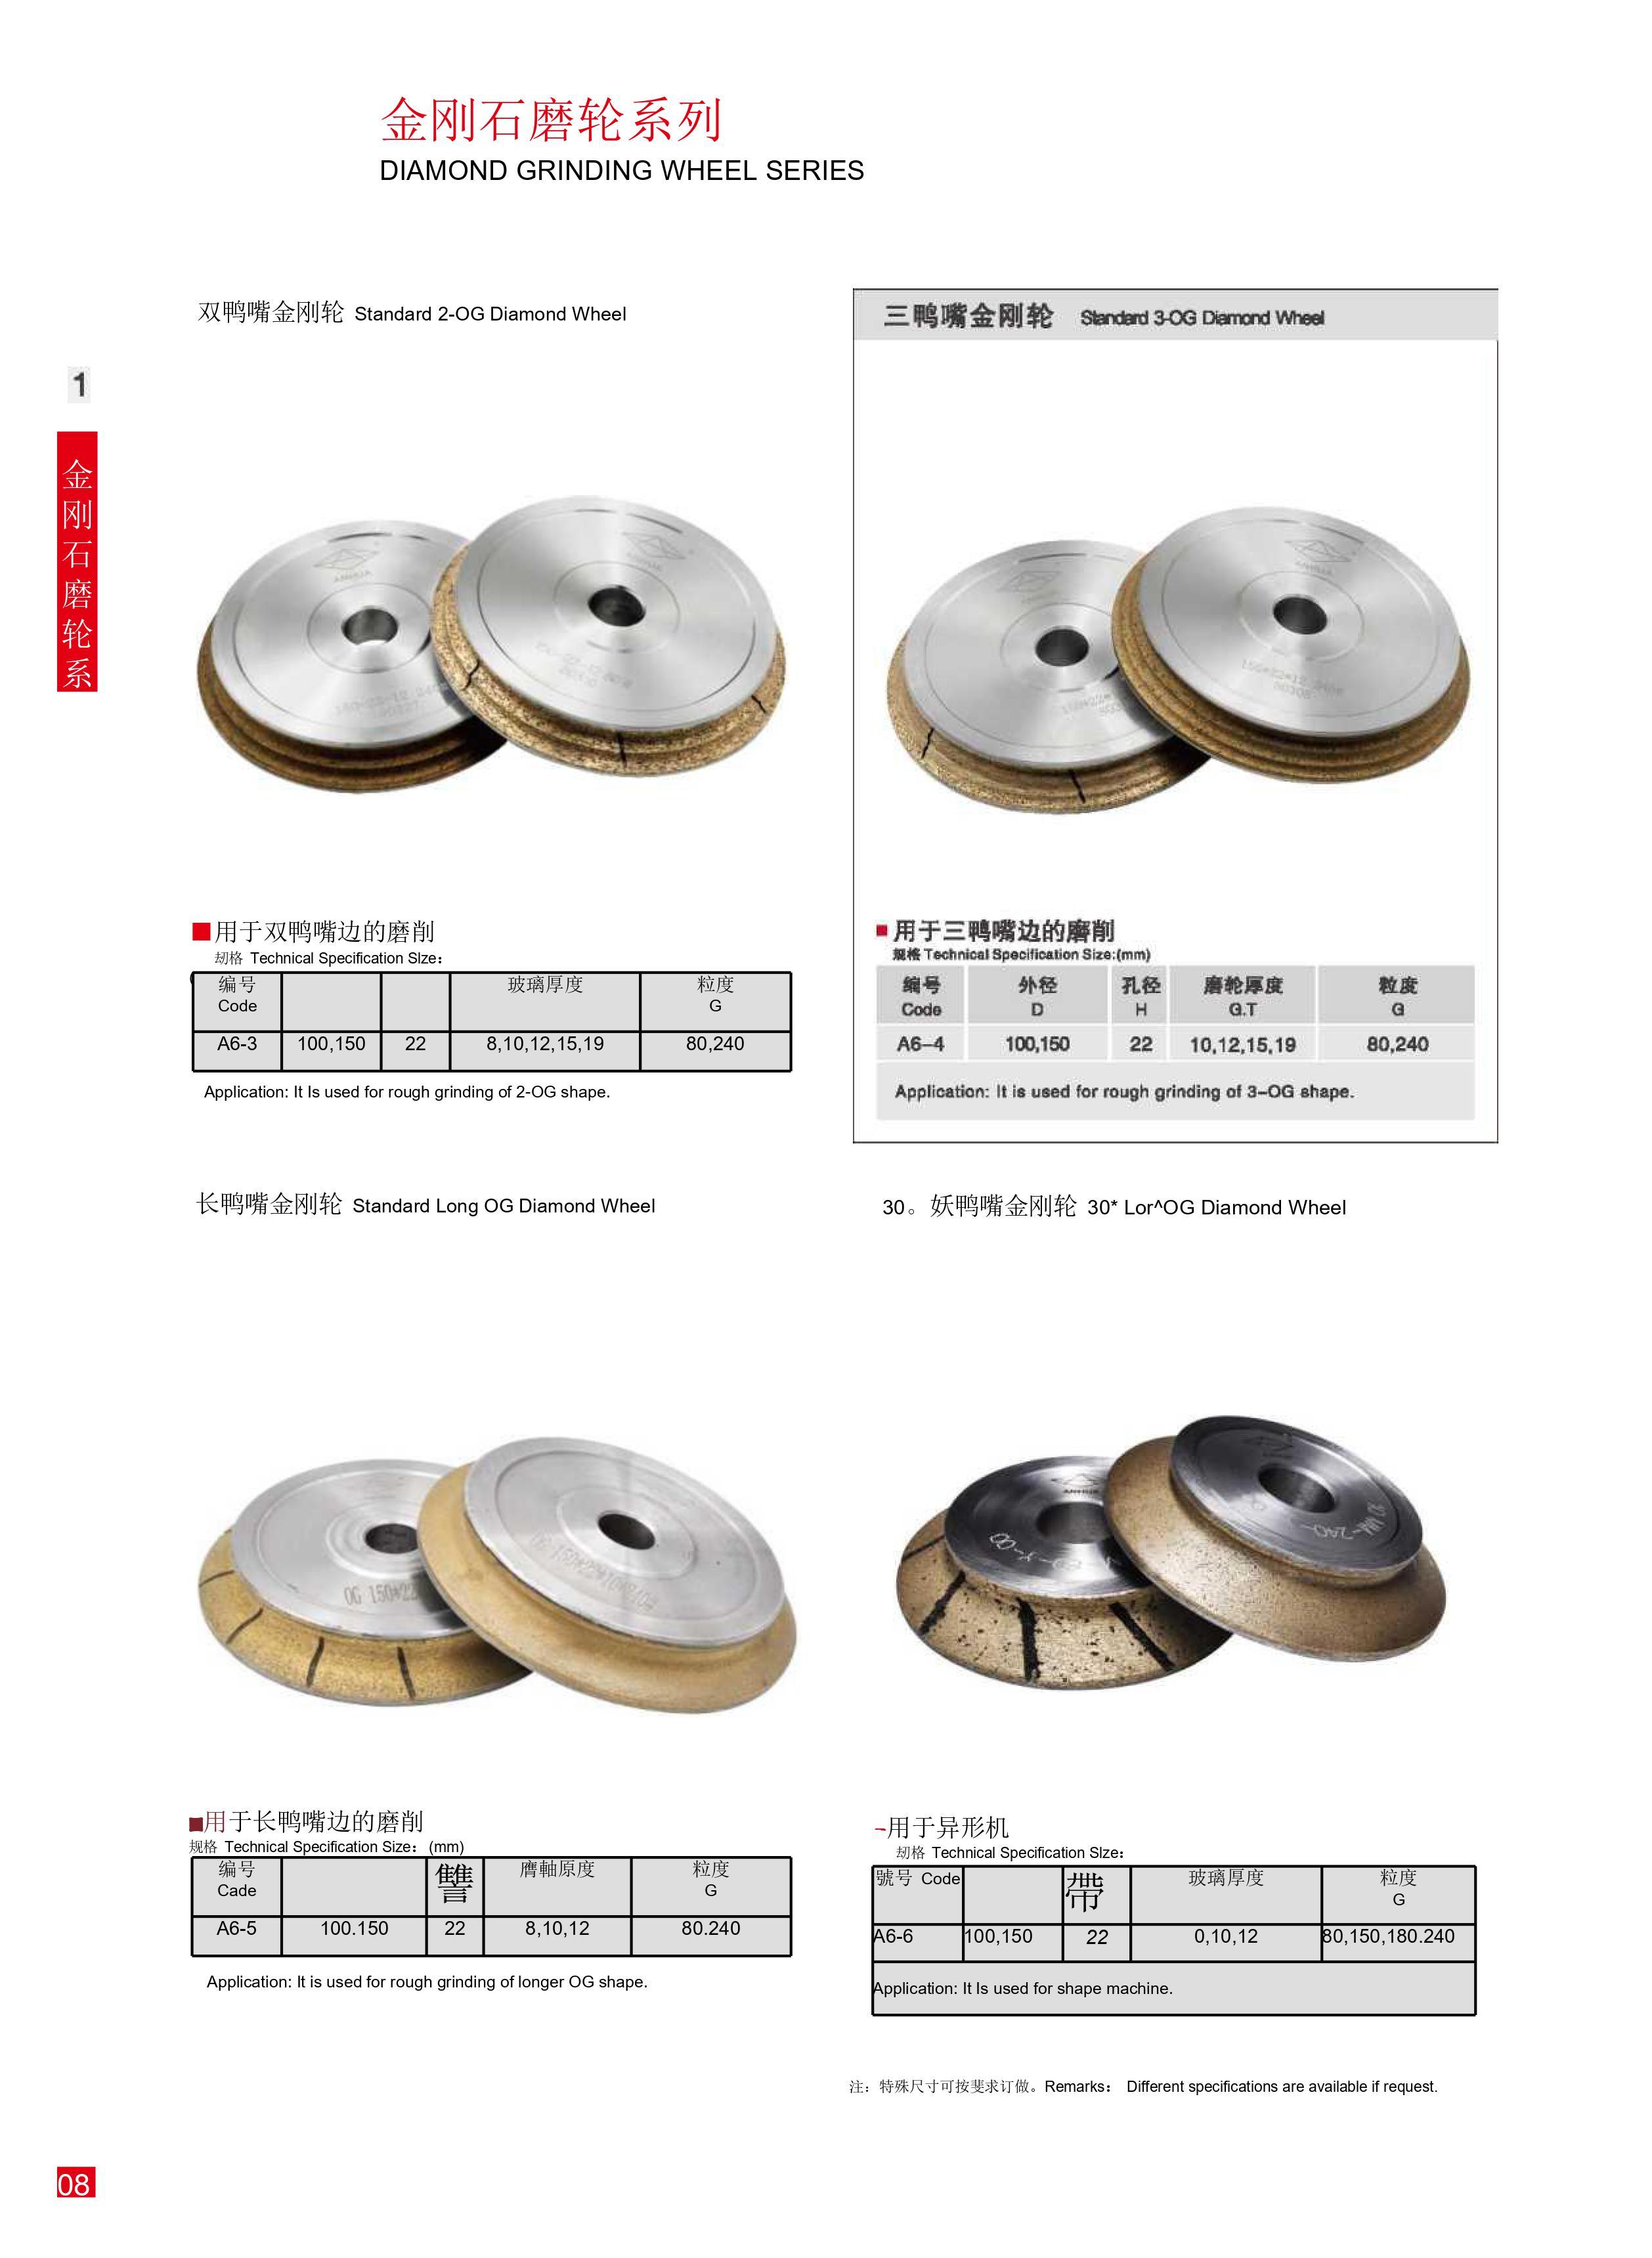 金刚石磨轮系列
DIAMOND GRINDING WHEEL SERIES
双鸭嘴金刚轮 Standard 2-OG Diamond Wheel
1
金刚石磨轮系
ANHUA
ANHUA
■用于双鸭嘴边的磨削
刼格 Technical Specification SIze：
编号 玻璃厚度 粒度
Code G
A6-3 100,150 22 8,10,12,15,19 80,240
Application: It Is used for rough grinding of 2-OG shape.
三鸭嘴金刚轮 Standard 3-OG Diamond Wheel
ANHUA
150*22*12 240#
■用于三鸭嘴边的磨削
规格 Technical Specification Size:(mm)
编号 外径 孔径 磨轮厚度 粒度
Code D H G.T G
A6-4 100,150 22 10,12,15,19 80,240
Application: It is used for rough grinding of 3-OG shape.
长鸭嘴金刚轮 Standard Long OG Diamond Wheel
OG 150*22
■用于长鸭嘴边的磨削
规格 Technical Specification Size：(mm)
编号 讐 膺軸原度 粒度
Cade G
A6-5 100.150 22 8,10,12 80.240
Application: It is used for rough grinding of longer OG shape.
30。妖鸭嘴金刚轮 30* Lor^OG Diamond Wheel
ANHUA
-用于异形机
刼格 Technical Specification SIze：
號号 Code 帶 玻璃厚度 粒度
G
A6-6 100,150 22 0,10,12 80,150,180.240
Application: It Is used for shape machine.
注：特殊尺寸可按斐求订做。Remarks： Different specifications are available if request.
08